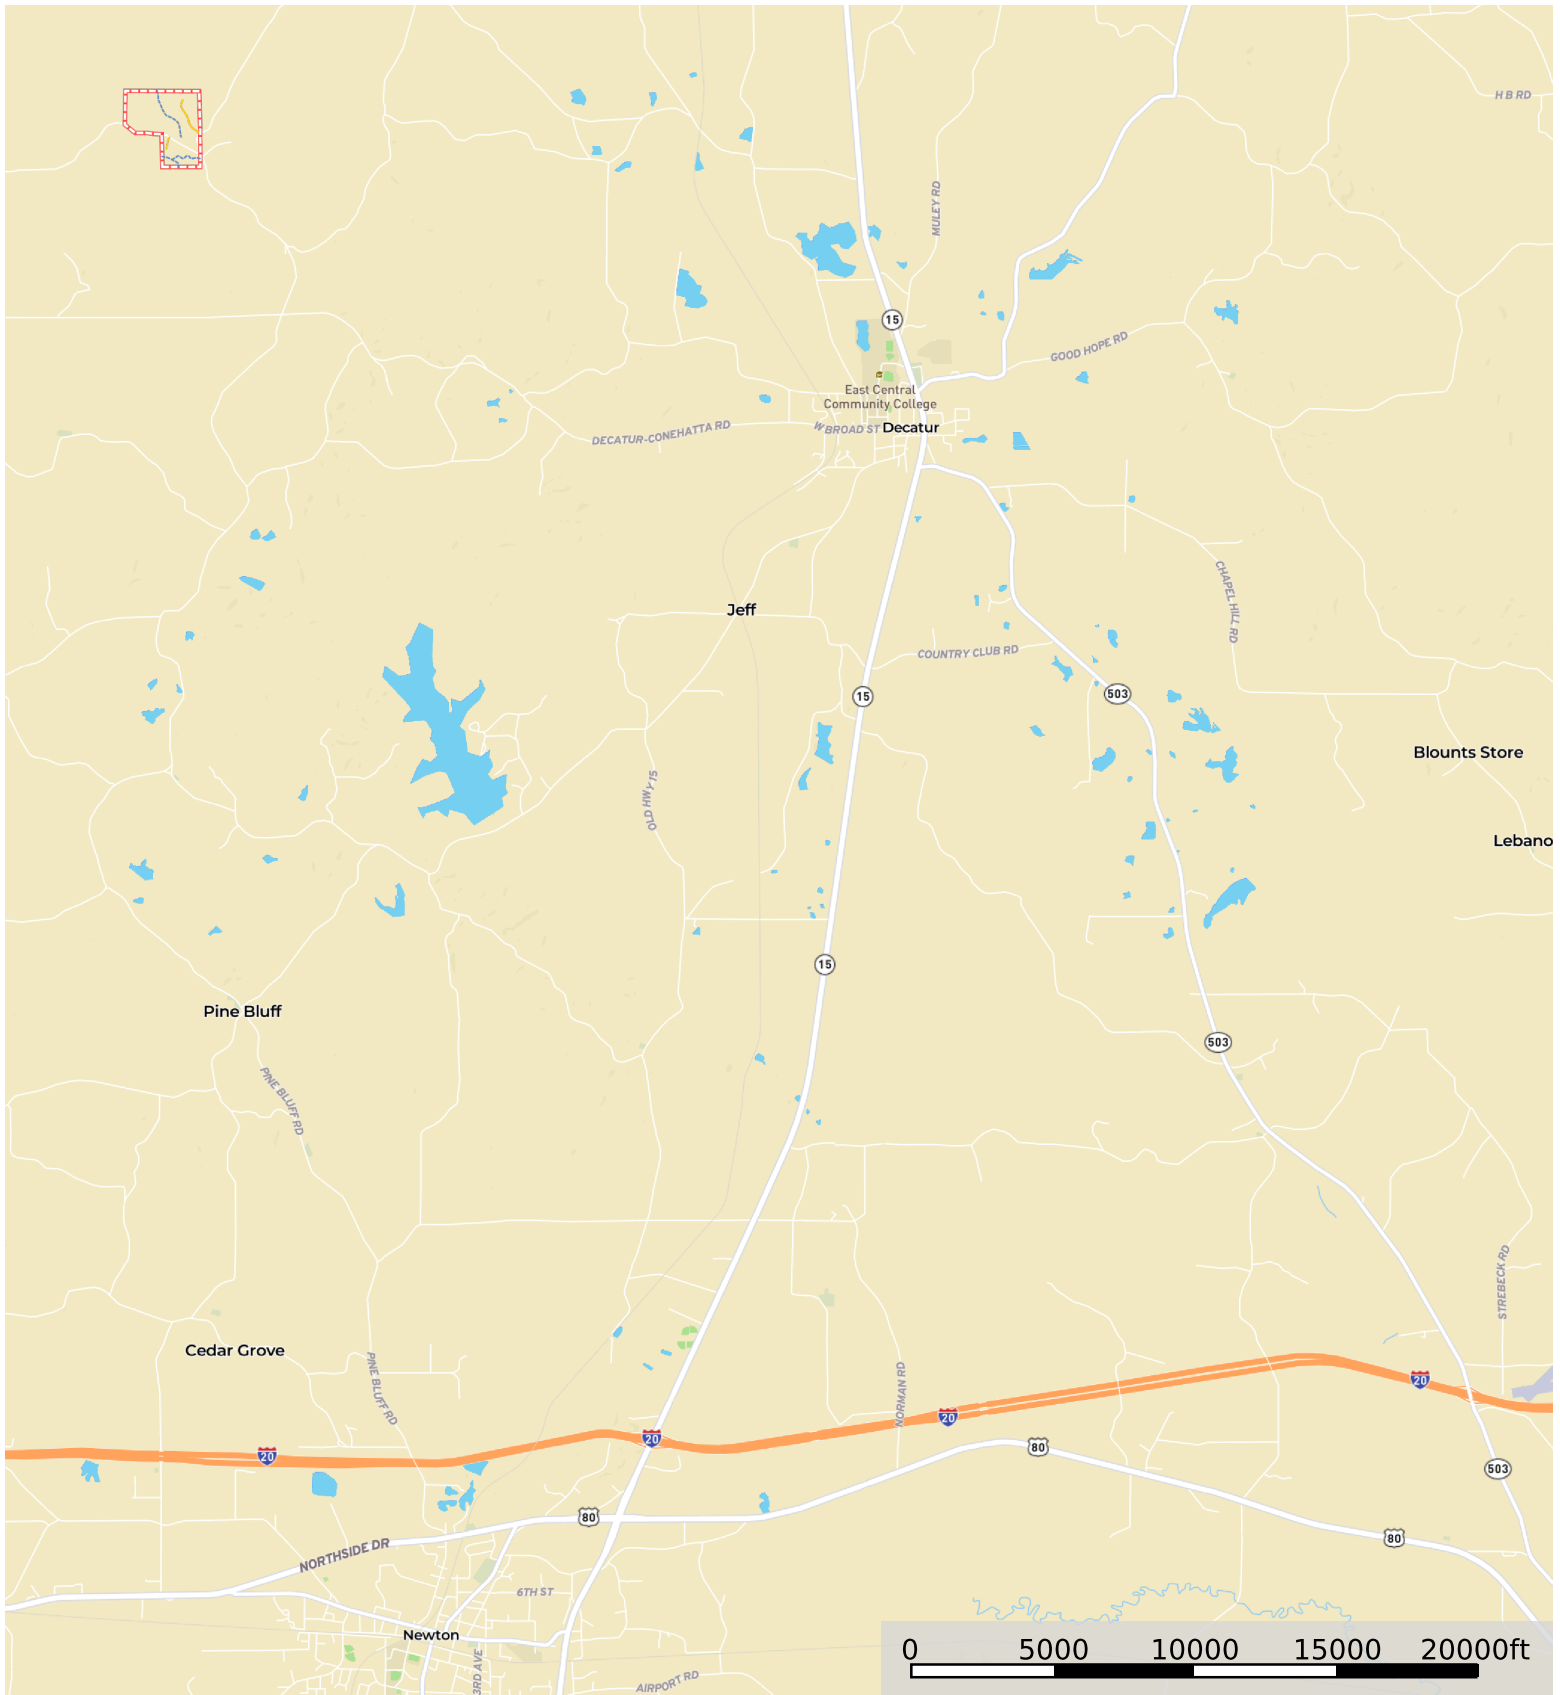 H B RD
MULEY RD
15
GOOD HOPE RD
East Central
Community College
DECATUR-CONEHATTA RD
W BROAD ST
Decatur
CHAPEL HILL RD
Jeff
COUNTRY CLUB RD
15
503
Blounts Store
OLD HWY 15
Lebano
15
Pine Bluff
503
PINE BLUFF RD
STREBECK RD
Cedar Grove
PINE BLUFF RD
NORMAN RD
20
20
20
20
80
503
80
80
NORTHSIDE DR
6TH ST
Newton
3RD AVE
AIRPORT RD
0 5000 10000 15000 20000ft